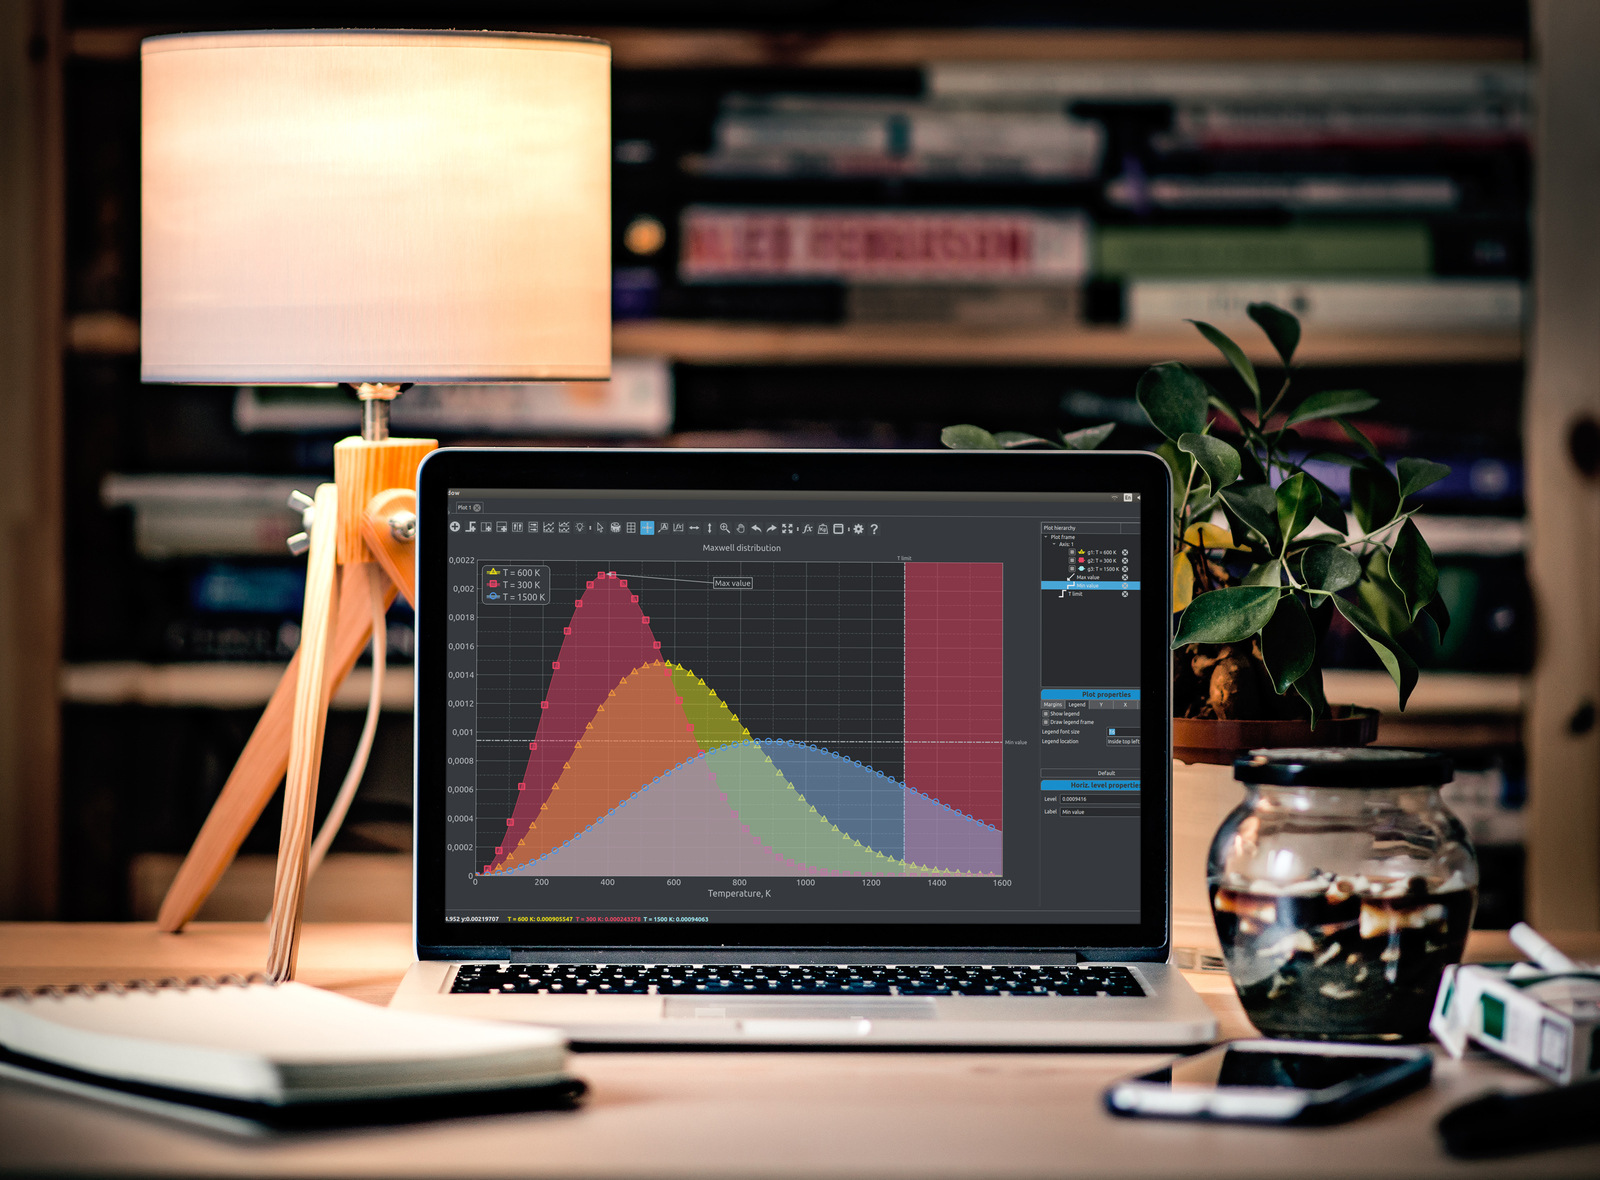 ALEX FERGUSON
dow
En
Plot 1
Maxwell distribution
T limit
0,0022
0,002
0,0018
0,0016
0,0014
0,0012
0,001
0,0008
0,0006
0,0004
0,0002
0
T = 600 K
T = 300 K
T = 1500 K
Max value
Min value
0
200
400
600
800
1000
1200
1400
1600
Temperature, K
4.952 y:0.00219707 T = 600 K: 0.000905547 T = 300 K: 0.000243278 T = 1500 K: 0.00094063
Plot hierarchy
Plot frame
Axis: 1
g1: T = 600 K
g2: T = 300 K
g3: T = 1500 K
Max value
Min value
T limit
Plot properties
Margins Legend Y X
Show legend
Draw legend frame
Legend font size
Legend location Inside top left
Default
Horiz. level propertie
Level 0.0009416
Label Min value